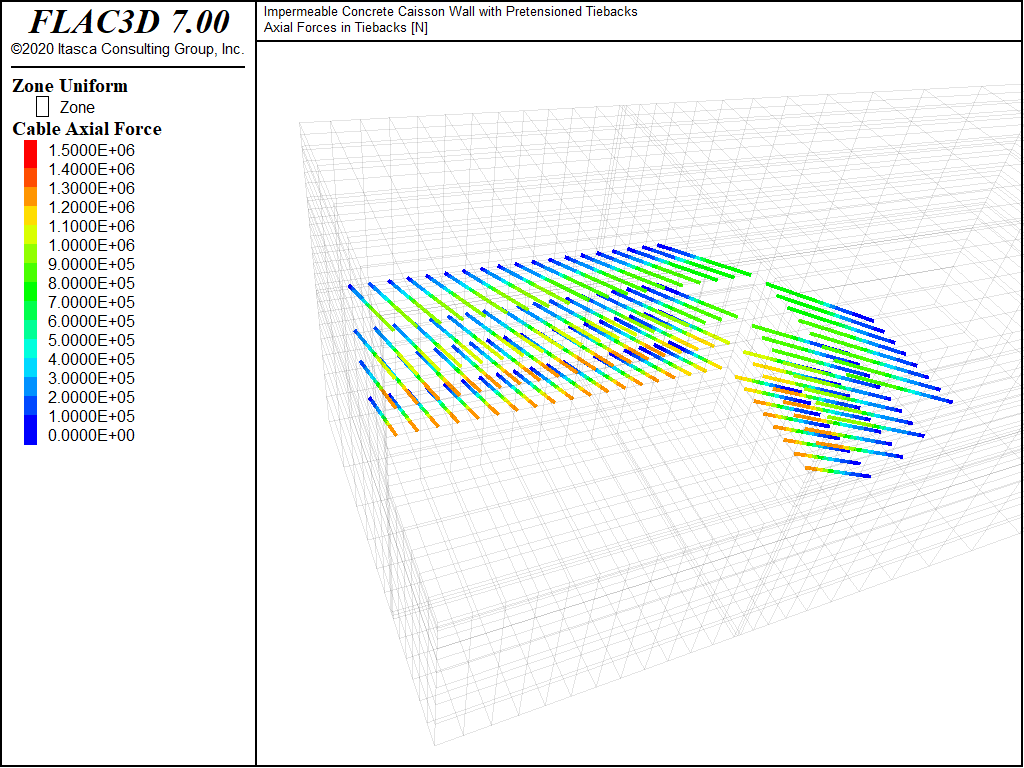 FLAC3D 7.00
©2020 Itasca Consulting Group, Inc.
Zone Uniform
Zone
Cable Axial Force
1.5000E+06
1.4000E+06
1.3000E+06
1.2000E+06
1.1000E+06
1.0000E+06
9.0000E+05
8.0000E+05
7.0000E+05
6.0000E+05
5.0000E+05
4.0000E+05
3.0000E+05
2.0000E+05
1.0000E+05
0.0000E+00
Impermeable Concrete Caisson Wall with Pretensioned Tiebacks
Axial Forces in Tiebacks [N]